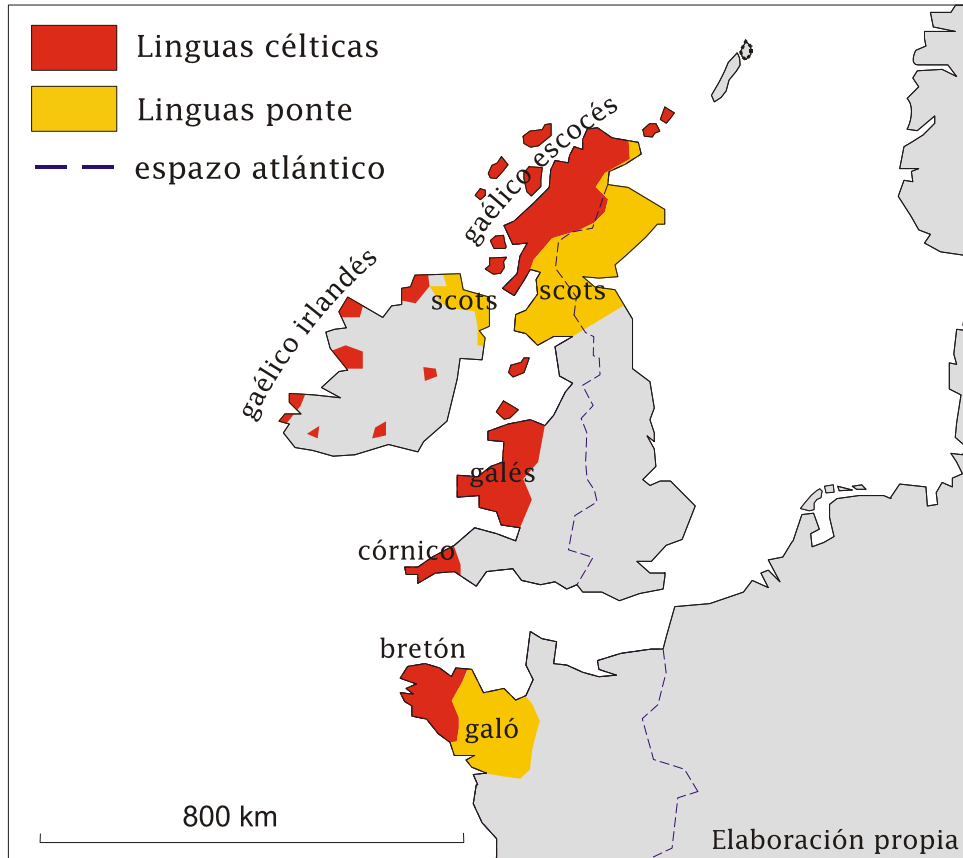 Linguas célticas
Linguas ponte
espazo atlántico
gaélico escocés
gaélico irlandés
scots
scots
galés
córnico
bretón
galó
800 km
Elaboración propia